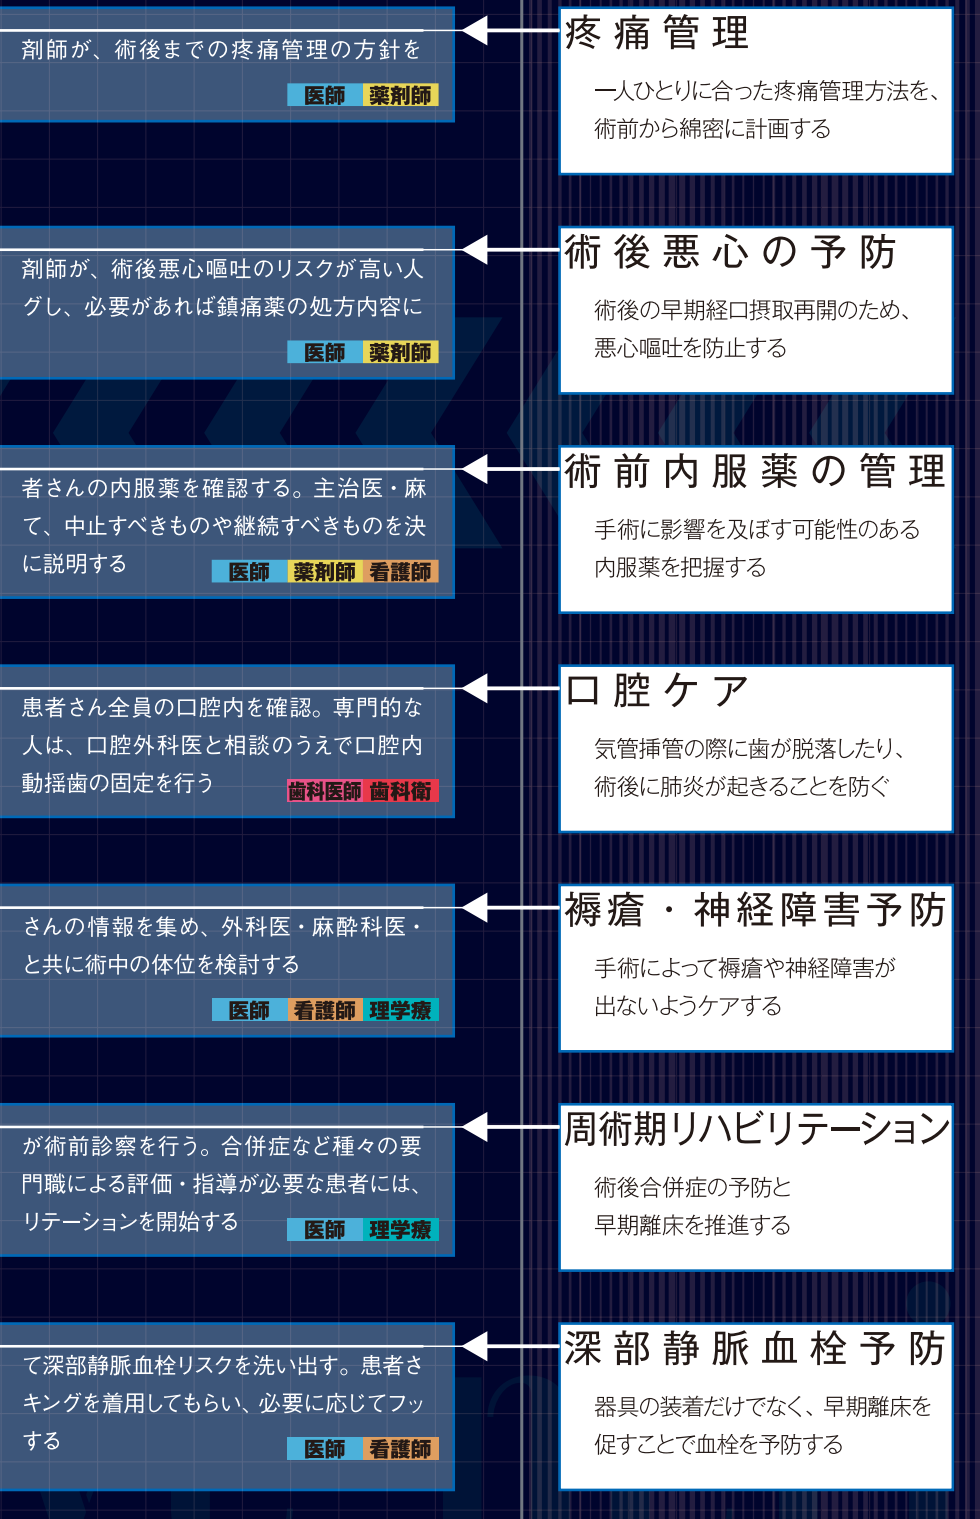 剤師が、術後までの疼痛管理の方針を
医師 薬剤師
疼痛管理
一人ひとりに合った疼痛管理方法を、
術前から綿密に計画する
剤師が、術後悪心嘔吐のリスクが高い人
グし、必要があれば鎮痛薬の処方内容に
医師 薬剤師
術後悪心の予防
術後の早期経口摂取再開のため、
悪心嘔吐を防止する
者さんの内服薬を確認する。主治医・麻
て、中止すべきものや継続すべきものを決
に説明する
医師 薬剤師 看護師
術前内服薬の管理
手術に影響を及ぼす可能性のある
内服薬を把握する
患者さん全員の口腔内を確認。専門的な
人は、口腔外科医と相談のうえで口腔内
動揺歯の固定を行う
歯科医師 歯科衛
口腔ケア
気管挿管の際に歯が脱落したり、
術後に肺炎が起きることを防ぐ
さんの情報を集め、外科医・麻酔科医・
と共に術中の体位を検討する
医師 看護師 理学療
褥瘡・神経障害予防
手術によって褥瘡や神経障害が
出ないようケアする
が術前診察を行う。合併症など種々の要
門職による評価・指導が必要な患者には、
リテーションを開始する
医師 理学療
周術期リハビリテーション
術後合併症の予防と
早期離床を推進する
て深部静脈血栓リスクを洗い出す。患者さ
キングを着用してもらい、必要に応じてフッ
する
医師 看護師
深部静脈血栓予防
器具の装着だけでなく、早期離床を
促すことで血栓を予防する